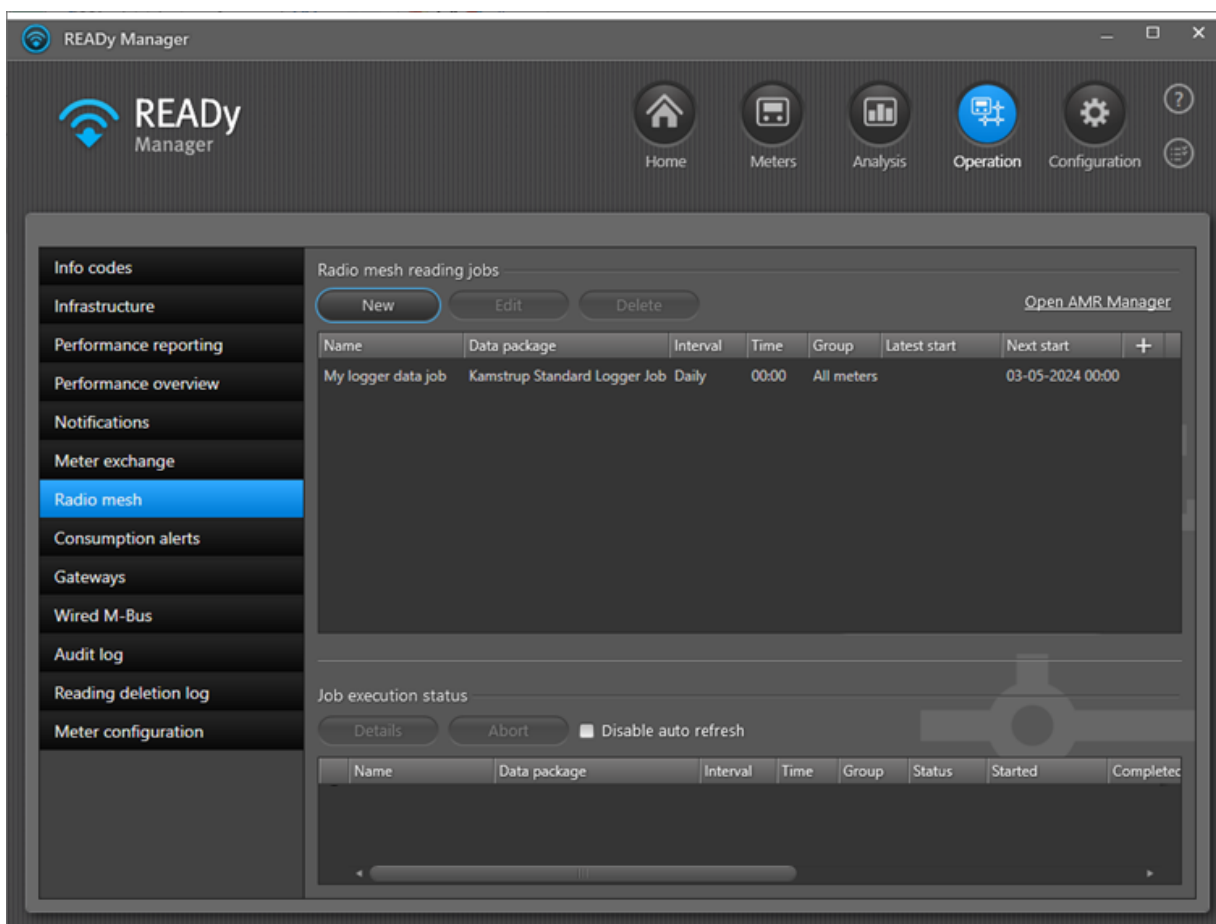 READy Manager
READy
Manager
Home Meters Analysis Operation Configuration
?
Info codes
Infrastructure
Performance reporting
Performance overview
Notifications
Meter exchange
Radio mesh
Consumption alerts
Gateways
Wired M-Bus
Audit log
Reading deletion log
Meter configuration
Radio mesh reading jobs
New Edit Delete Open AMR Manager
Name Data package Interval Time Group Latest start Next start +
My logger data job Kamstrup Standard Logger Job Daily 00:00 All meters 03-05-2024 00:00
Job execution status
Details Abort Disable auto refresh
Name Data package Interval Time Group Status Started Completed